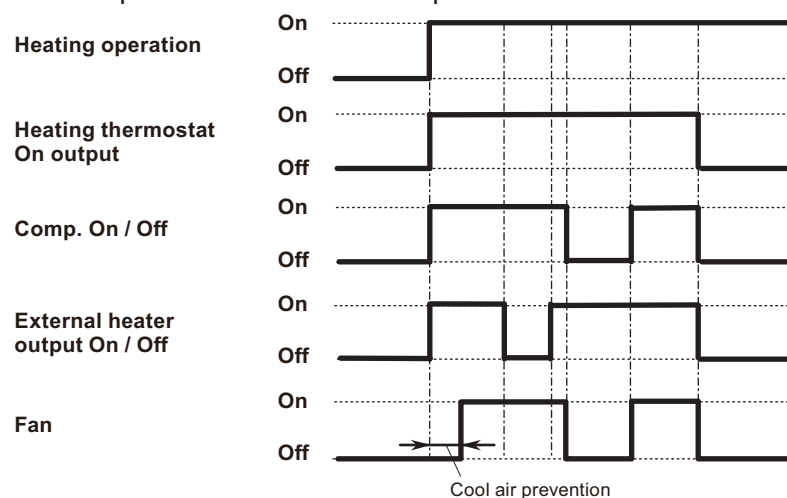 On
Heating operation
Off
On
Heating thermostat
On output
Off
On
Comp. On / Off
Off
On
External heater
output On / Off
Off
On
Fan
Off
Cool air prevention